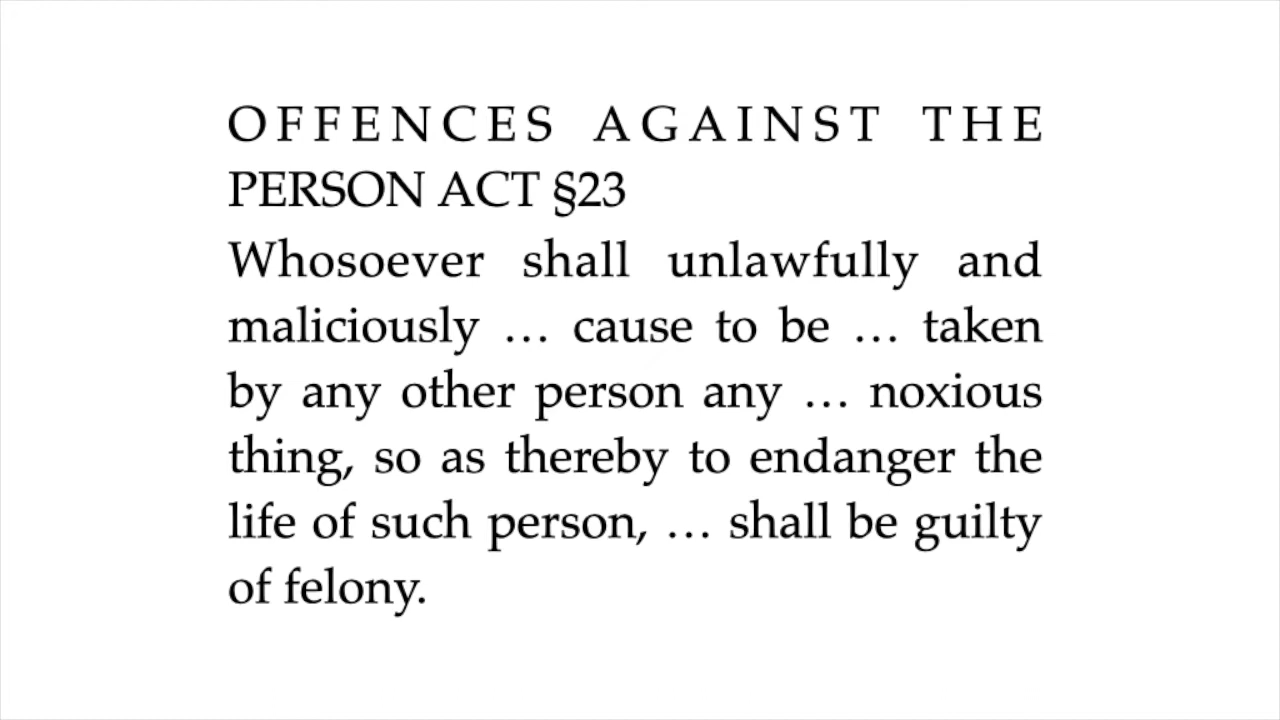 OFFENCES AGAINST THE
PERSON ACT §23
Whosoever shall unlawfully and
maliciously … cause to be … taken
by any other person any … noxious
thing, so as thereby to endanger the
life of such person, … shall be guilty
of felony.